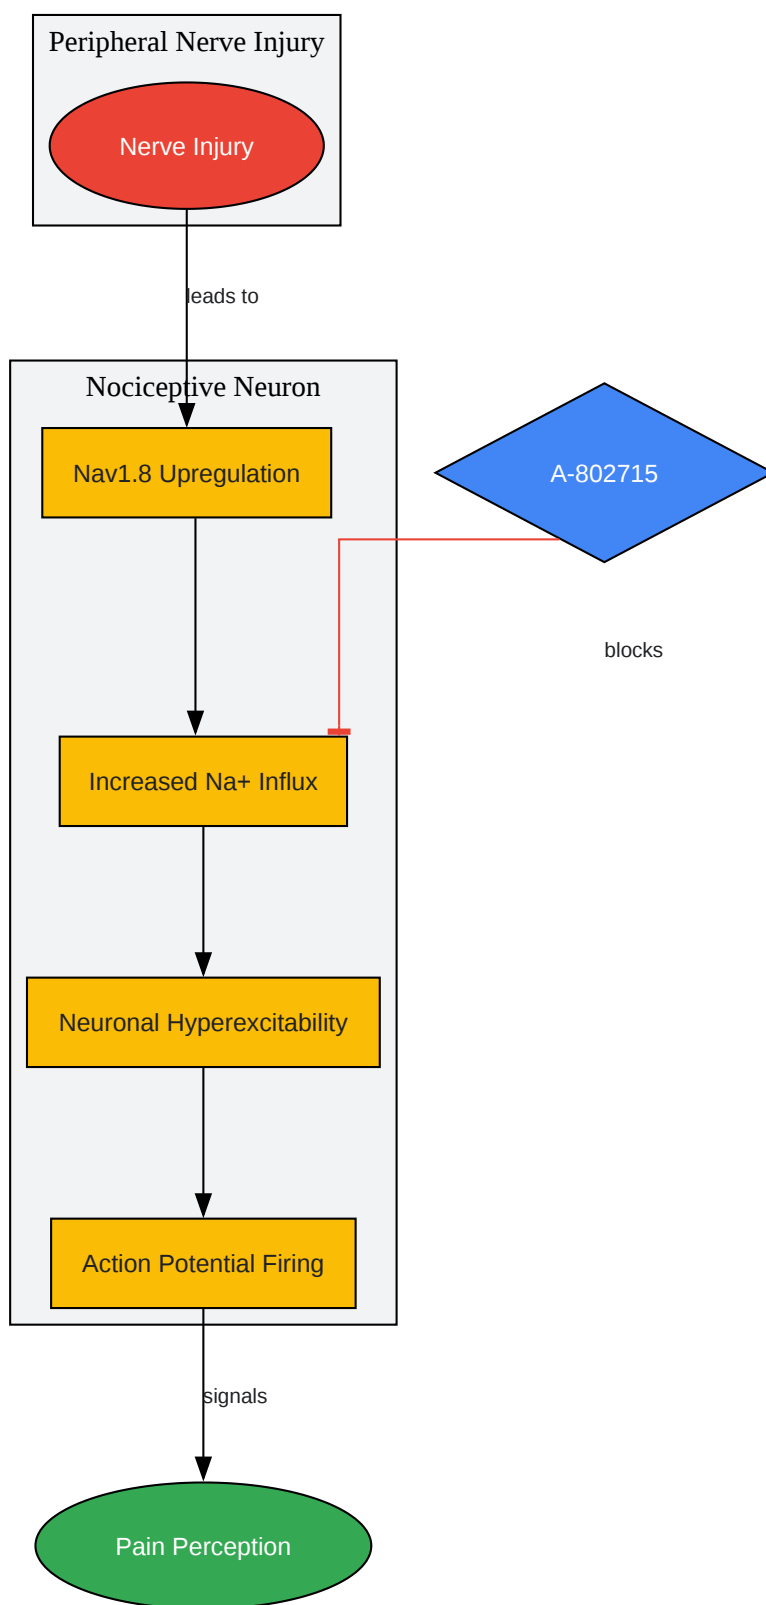 Peripheral Nerve Injury
Nerve Injury
leads to
Nociceptive Neuron
Nav1.8 Upregulation
A-802715
blocks
Increased Na+ Influx
Neuronal Hyperexcitability
Action Potential Firing
signals
Pain Perception